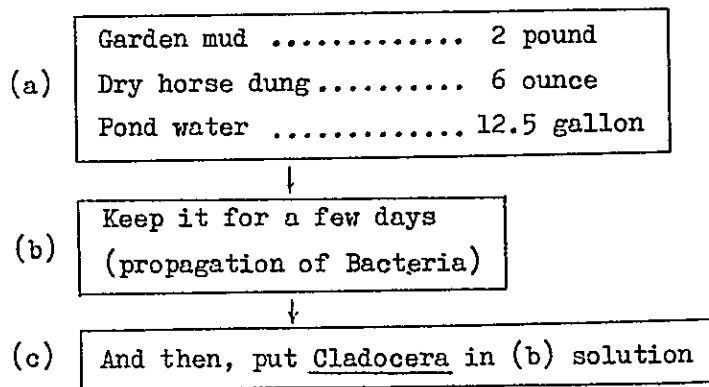 (a)
Garden mud ............. 2 pound
Dry horse dung.......... 6 ounce
Pond water ............. 12.5 gallon
(b)
Keep it for a few days
(propagation of Bacteria)
(c)
And then, put Cladocera in (b) solution